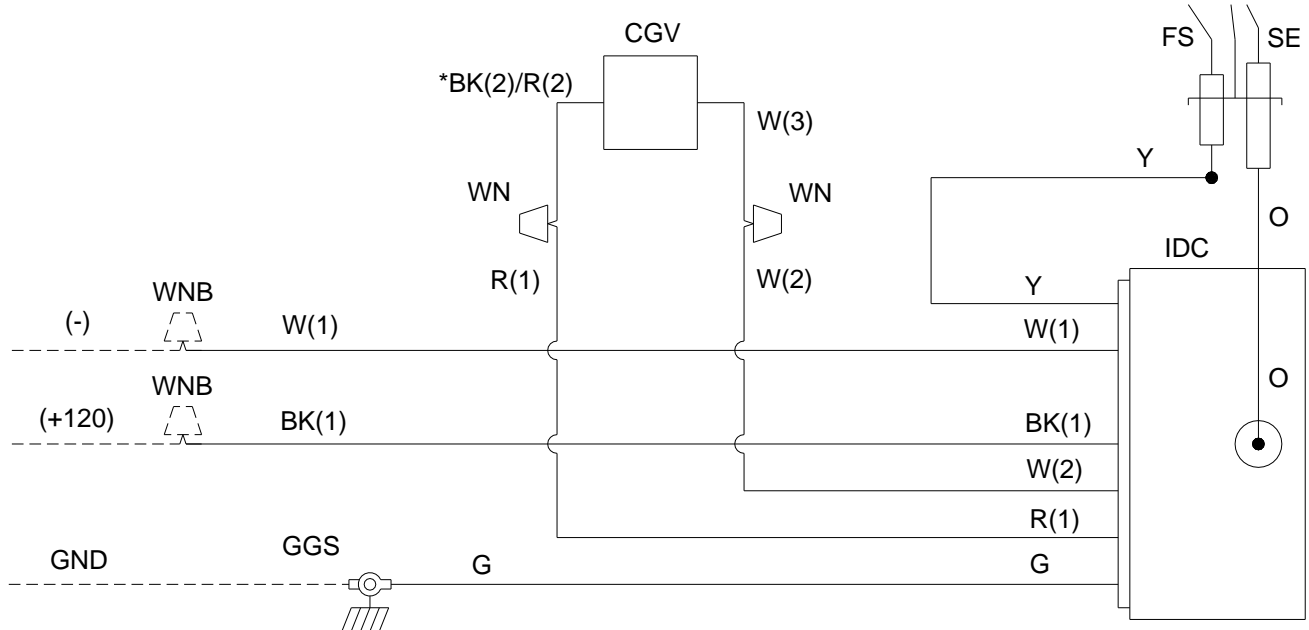 CGV
FS
SE
*BK(2)/R(2)
W(3)
Y
WN
WN
O
IDC
R(1)
W(2)
Y
WNB
(-)
W(1)
W(1)
WNB
O
(+120)
BK(1)
BK(1)
W(2)
R(1)
GND
GGS
G
G